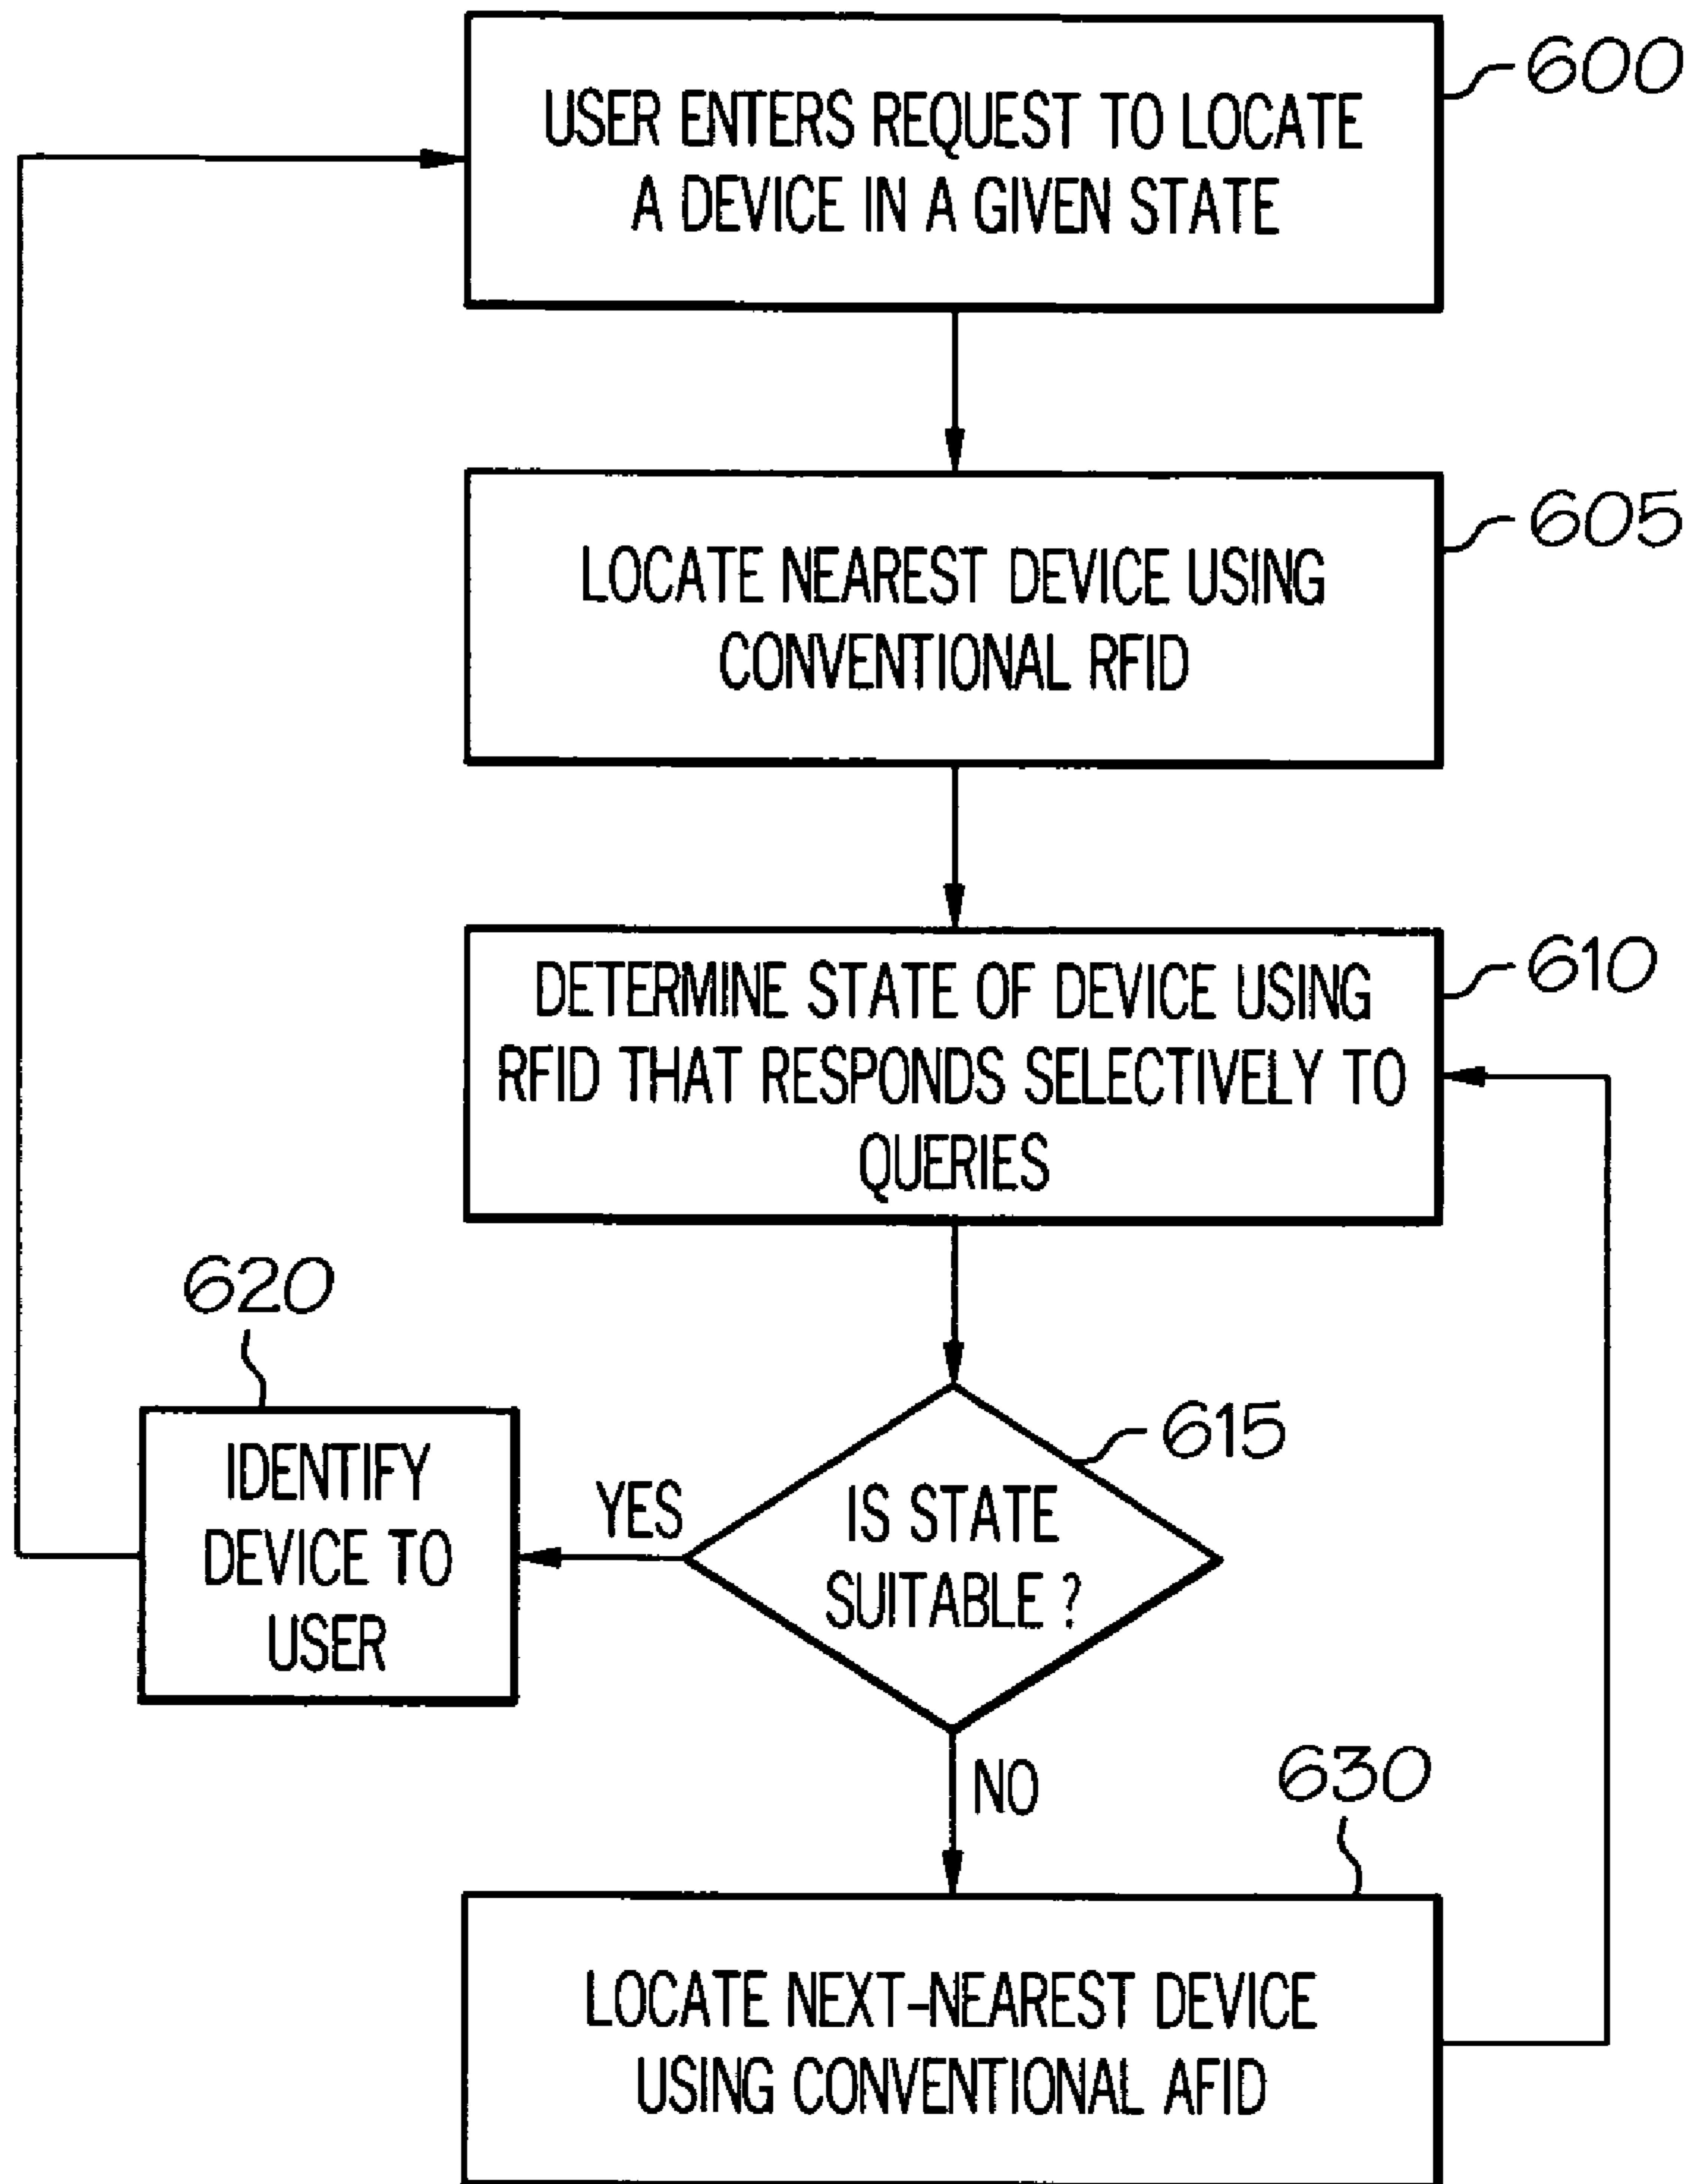 USER ENTERS REQUEST TO LOCATE
A DEVICE IN A GIVEN STATE
600
LOCATE NEAREST DEVICE USING
CONVENTIONAL RFID
605
DETERMINE STATE OF DEVICE USING
RFID THAT RESPONDS SELECTIVELY TO
QUERIES
610
IS STATE
SUITABLE ?
615
YES
620
IDENTIFY
DEVICE TO
USER
NO
630
LOCATE NEXT-NEAREST DEVICE
USING CONVENTIONAL AFID